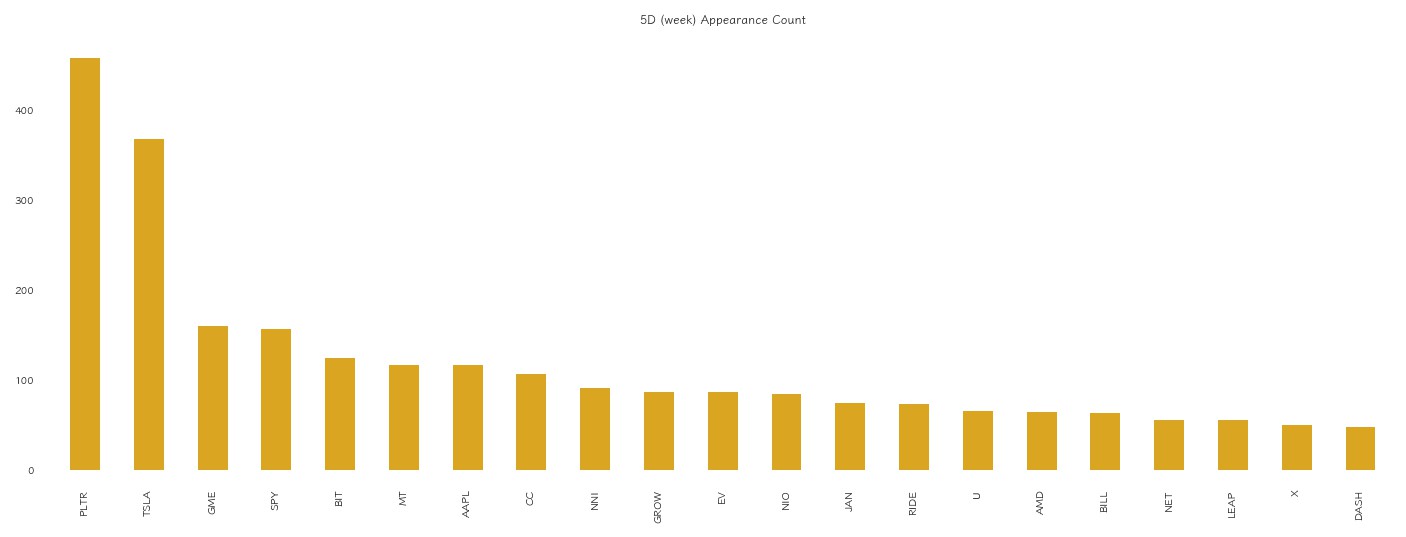 5D (week) Appearance Count
400
300
200
100
0
PLTR
TSLA
GME
SPY
BIT
MT
AAPL
CC
NNI
GROW
EV
NIO
JAN
RIDE
U
AMD
BILL
NET
LEAP
X
DASH